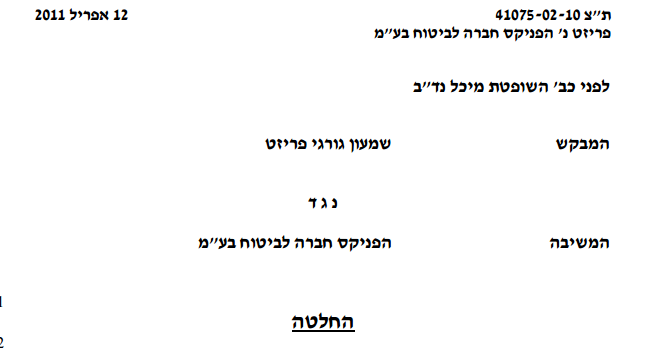 ת"צ 41075-02-10 12 אפריל 2011
פריזט נ' הפניקס חברה לביטוח בע"מ
לפני כב' השופטת מיכל נד"ב
המבקש שמעון גורגי פריזט
נ ג ד
המשיבה הפניקס חברה לביטוח בע"מ
1
החלטה
2